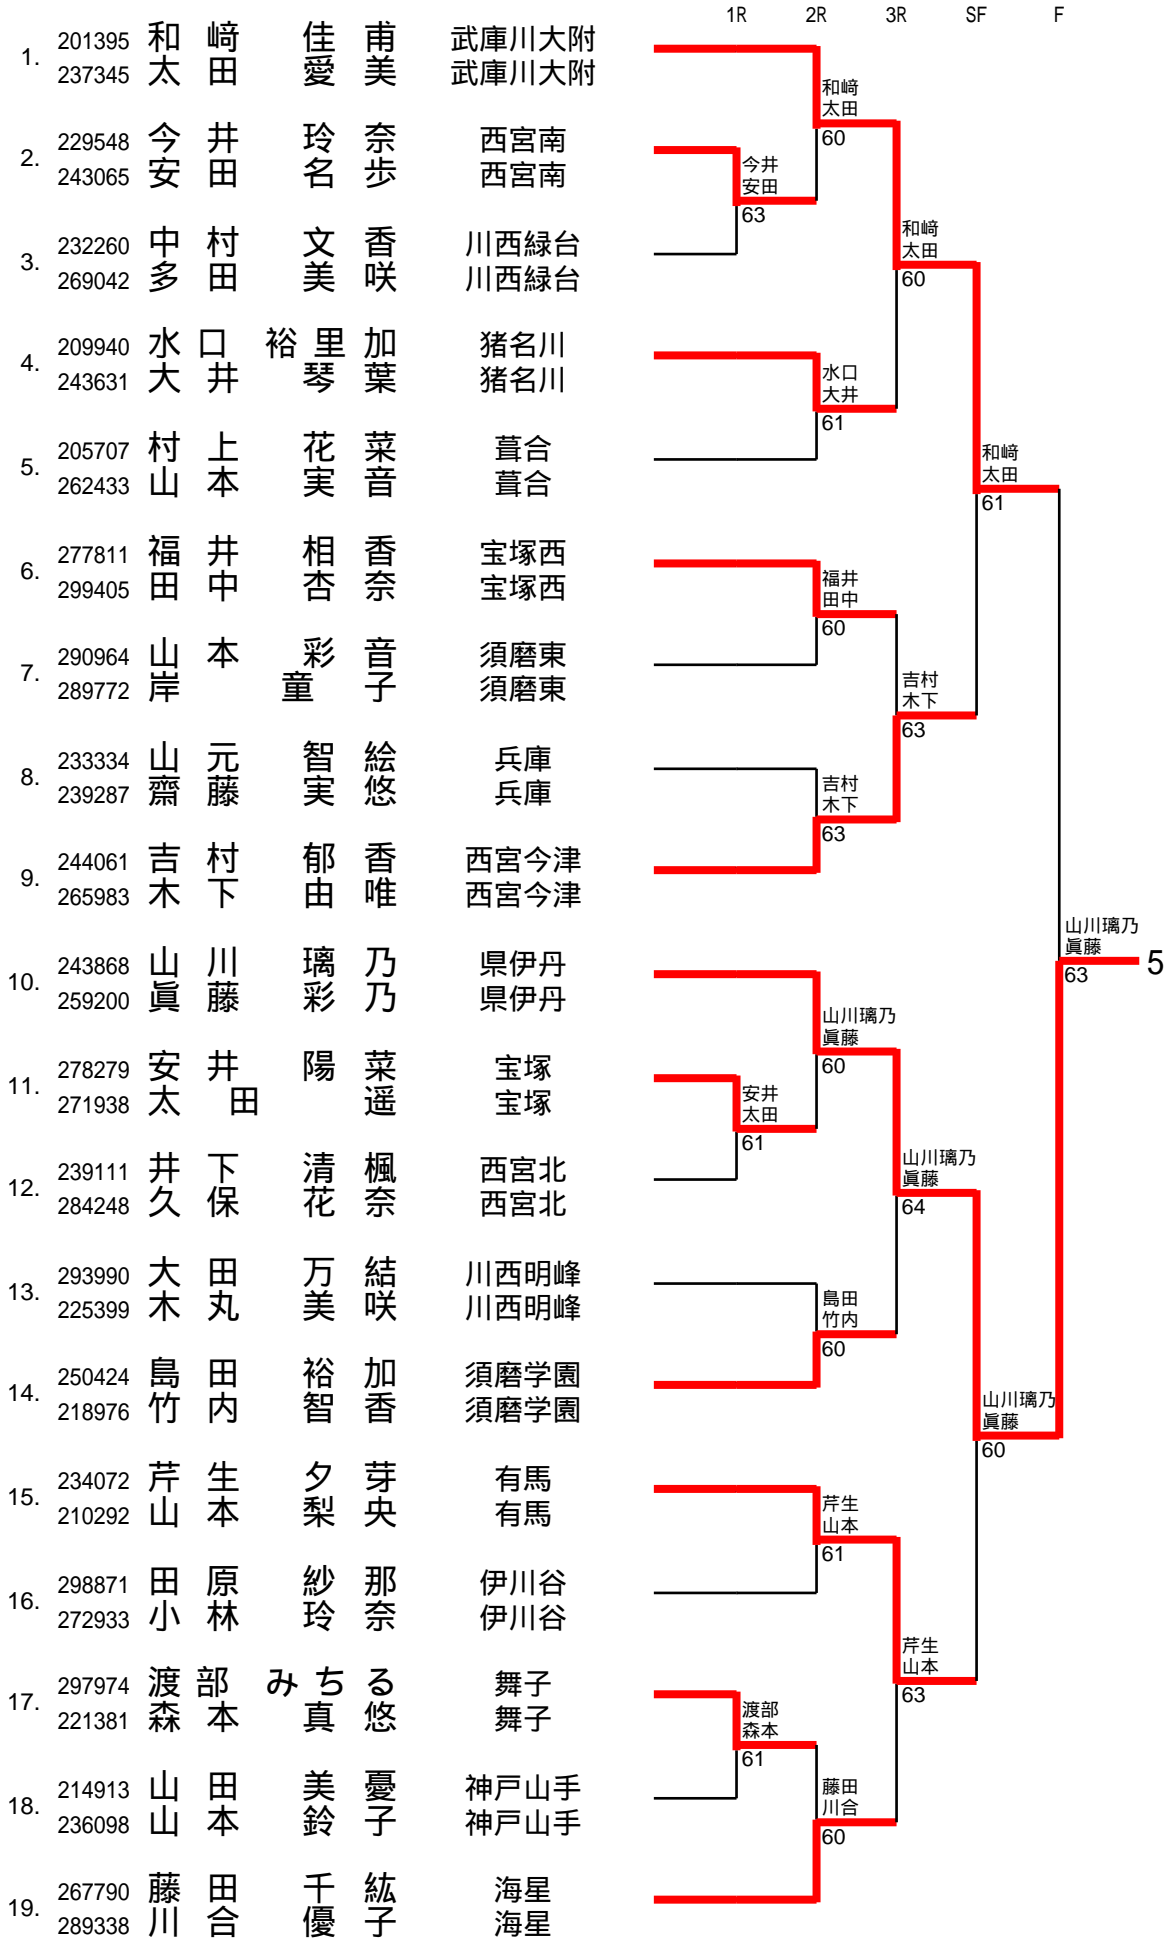 1R 2R 3R SF F
1. 201395 和﨑 佳甫 武庫川大附
237345 太田 愛美 武庫川大附
2. 229548 今井 玲奈 西宮南
243065 安田 名歩 西宮南
3. 232260 中村 文香 川西緑台
269042 多田 美咲 川西緑台
4. 209940 水口 裕里加 猪名川
243631 大井 琴葉 猪名川
5. 205707 村上 花菜 葺合
262433 山本 実音 葺合
6. 277811 福井 相香 宝塚西
299405 田中 杏奈 宝塚西
7. 290964 山本 彩音 須磨東
289772 岸 童子 須磨東
8. 233334 山元 智絵 兵庫
239287 齋藤 実悠 兵庫
9. 244061 吉村 郁香 西宮今津
265983 木下 由唯 西宮今津
10. 243868 山川 璃乃 県伊丹
259200 眞藤 彩乃 県伊丹
11. 278279 安井 陽菜 宝塚
271938 太田 遥 宝塚
12. 239111 井下 清楓 西宮北
284248 久保 花奈 西宮北
13. 293990 大田 万結 川西明峰
225399 木丸 美咲 川西明峰
14. 250424 島田 裕加 須磨学園
218976 竹内 智香 須磨学園
15. 234072 芹生 夕芽 有馬
210292 山本 梨央 有馬
16. 298871 田原 紗那 伊川谷
272933 小林 玲奈 伊川谷
17. 297974 渡部 みちる 舞子
221381 森本 真悠 舞子
18. 214913 山田 美憂 神戸山手
236098 山本 鈴子 神戸山手
19. 267790 藤田 千紘 海星
289338 川合 優子 海星
今井
安田
63
安井
太田
61
渡部
森本
61
和﨑
太田
60
水口
大井
61
福井
田中
60
吉村
木下
63
山川璃乃
眞藤
60
島田
竹内
60
芹生
山本
61
藤田
川合
60
和﨑
太田
60
吉村
木下
63
山川璃乃
眞藤
64
芹生
山本
63
和﨑
太田
61
山川璃乃
眞藤
60
山川璃乃
眞藤
63
5